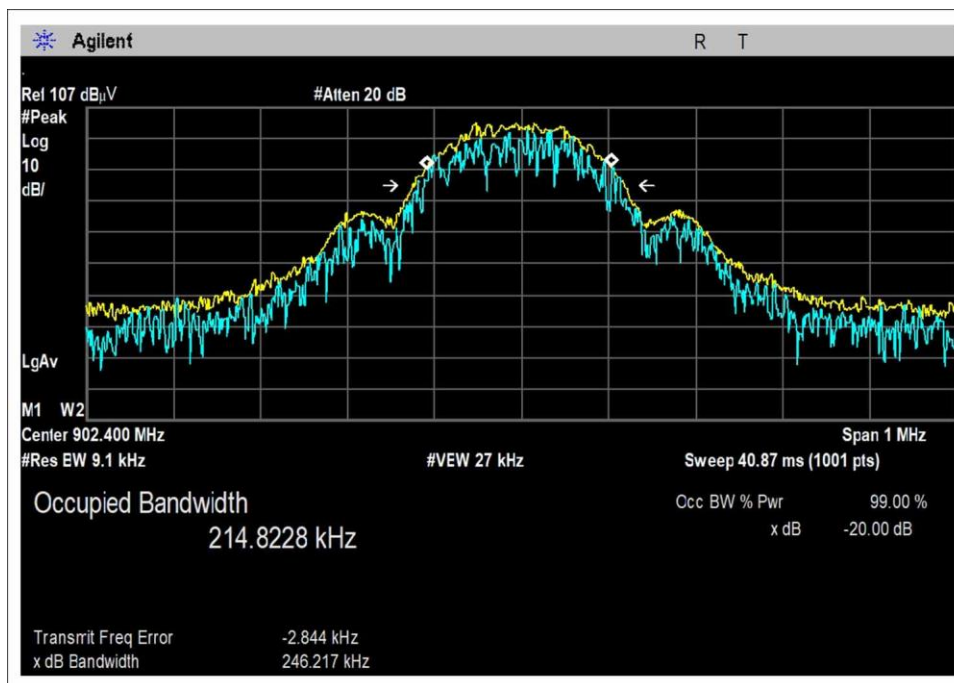 Agilent R T
Ref 107 dBµV #Atten 20 dB
#Peak
Log
10
dB/
LgAv
M1 W2
Center 902.400 MHz Span 1 MHz
#Res BW 9.1 kHz #VEW 27 kHz Sweep 40.87 ms (1001 pts)
Occupied Bandwidth Occ BW % Pwr 99.00 %
214.8228 kHz x dB -20.00 dB
Transmit Freq Error -2.844 kHz
x dB Bandwidth 246.217 kHz